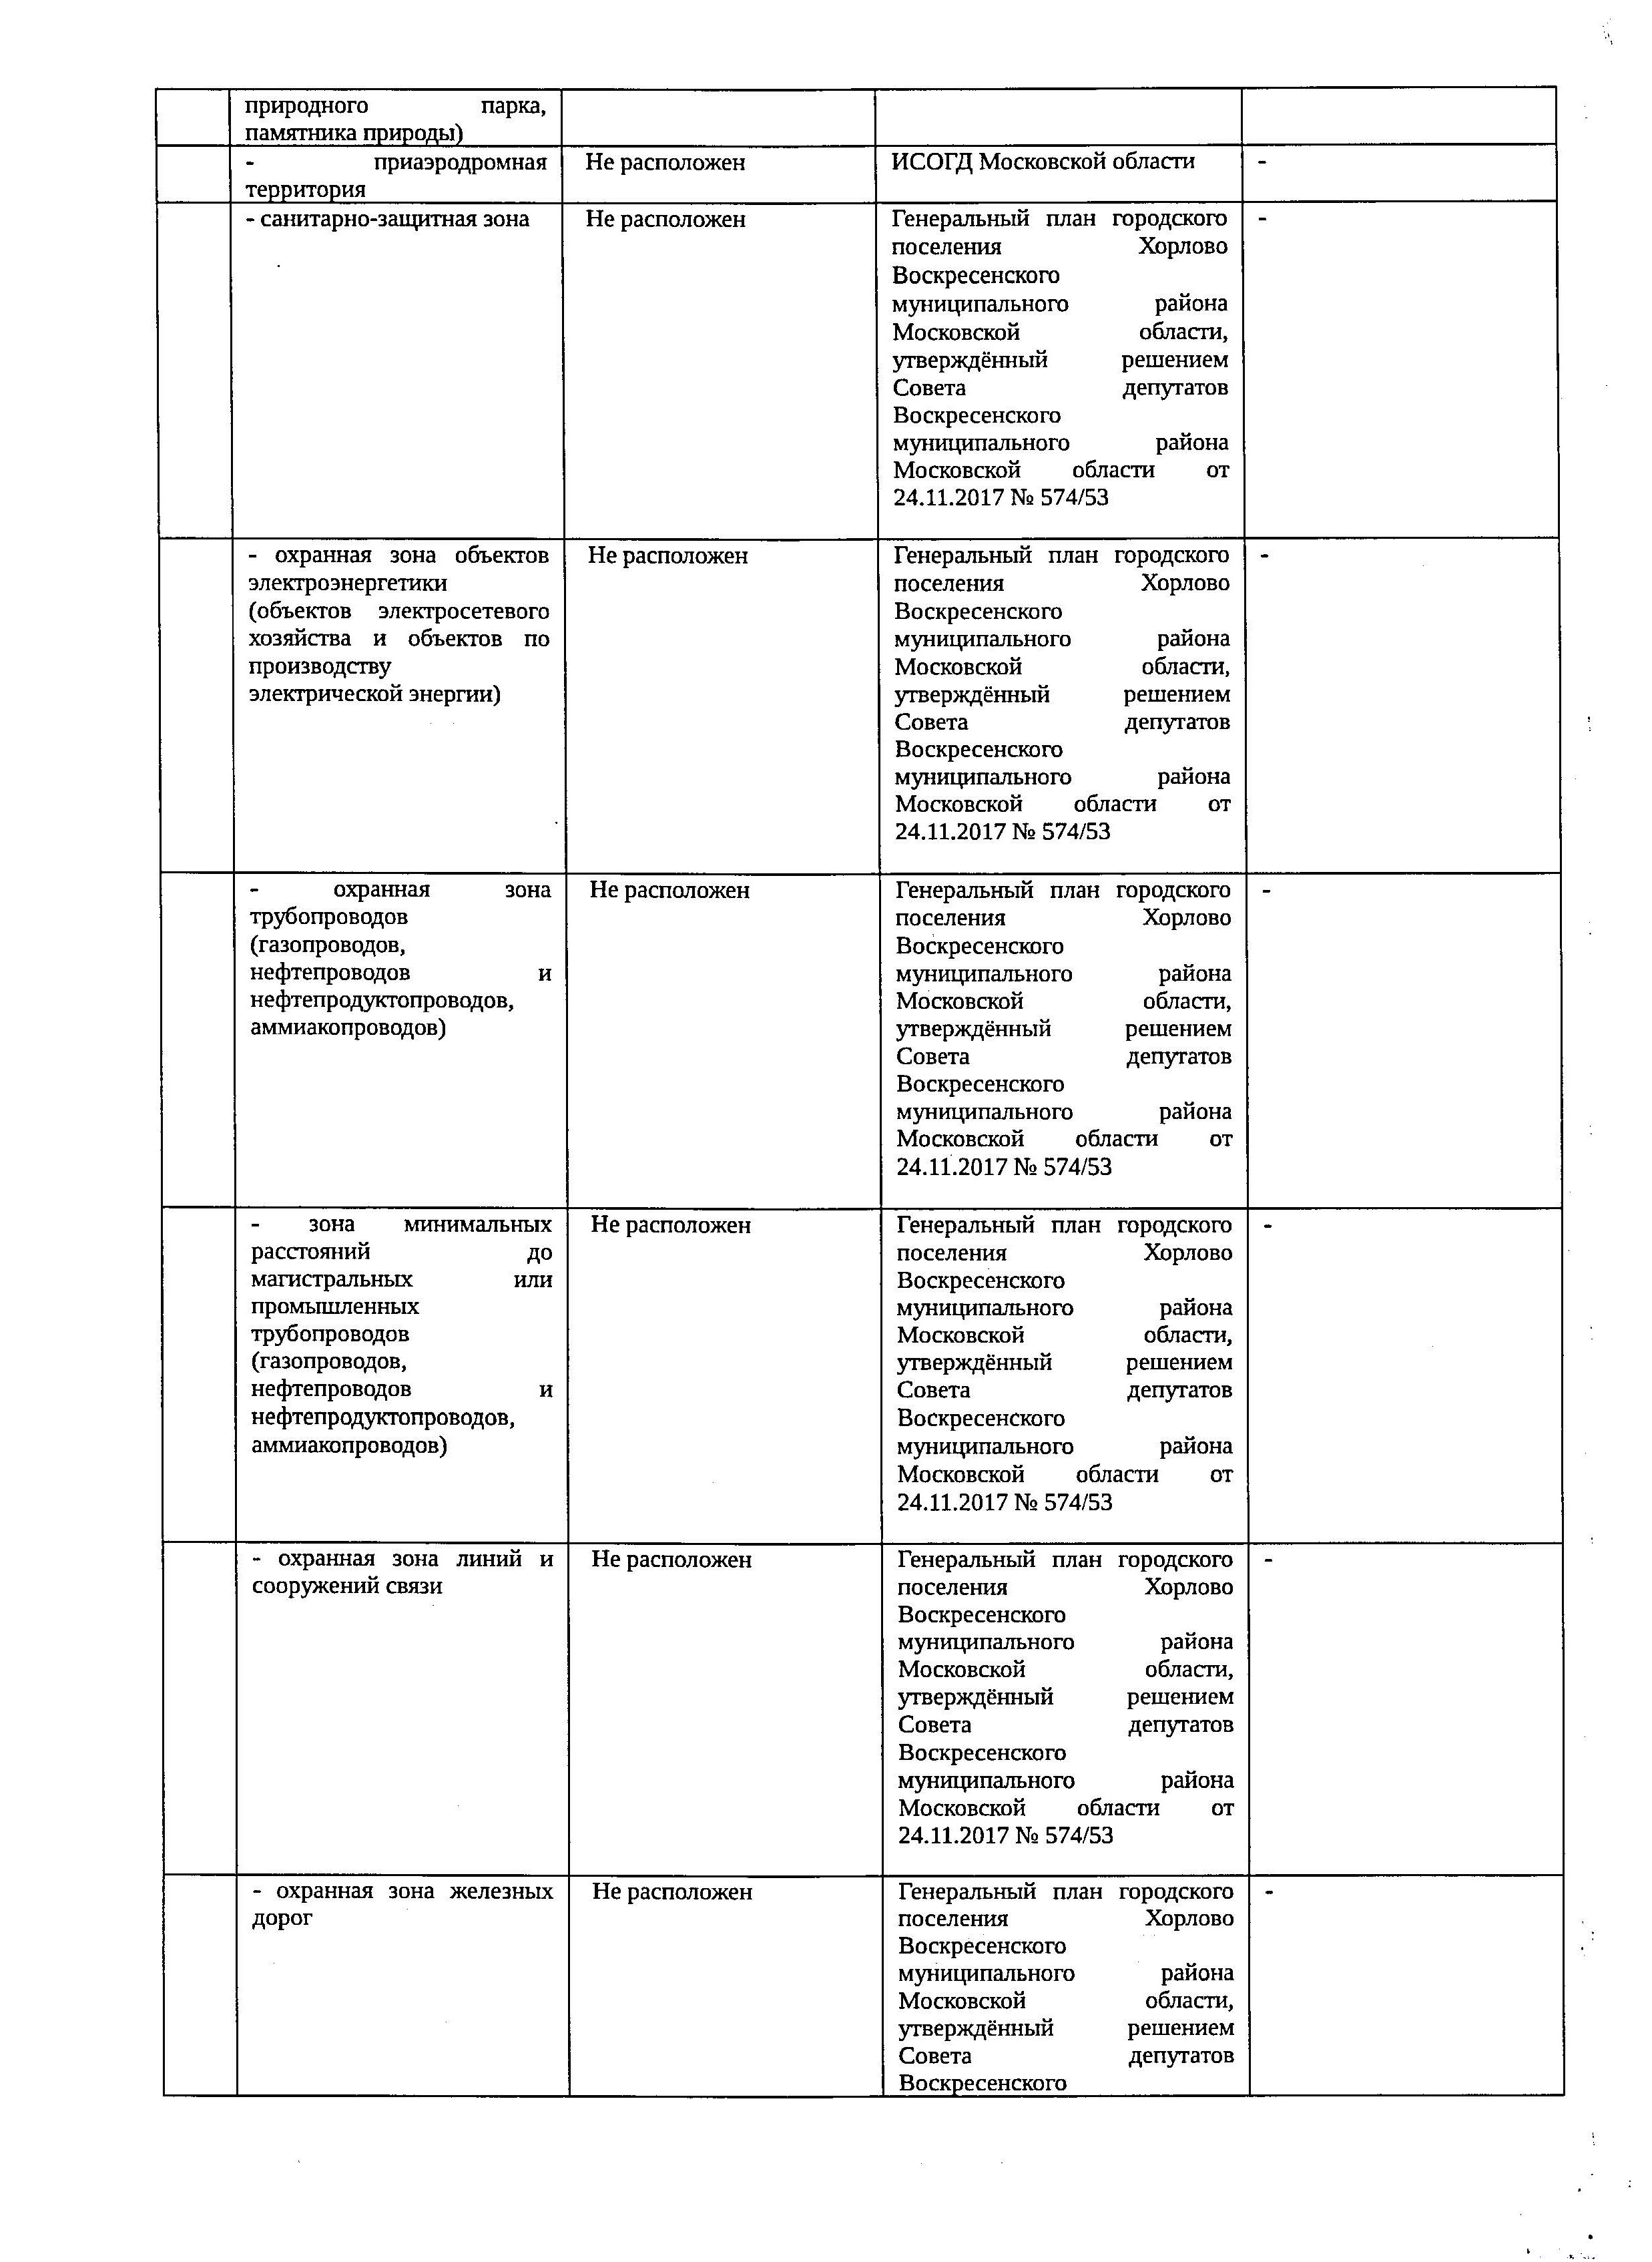 природного парка,
памятника природы)
- приаэродромная
территория
Не расположен
ИСОГД Московской области
-
- санитарно-защитная зона
Не расположен
Генеральный план городского
поселения Хорлово
Воскресенского
муниципального района
Московской области,
утверждённый решением
Совета депутатов
Воскресенского
муниципального района
Московской области от
24.11.2017 № 574/53
-
- охранная зона объектов
электроэнергетики
(объектов электросетевого
хозяйства и объектов по
производству
электрической энергии)
Не расположен
Генеральный план городского
поселения Хорлово
Воскресенского
муниципального района
Московской области,
утверждённый решением
Совета депутатов
Воскресенского
муниципального района
Московской области от
24.11.2017 № 574/53
-
- охранная зона
трубопроводов
(газопроводов,
нефтепроводов и
нефтепродуктопроводов,
аммиакопроводов)
Не расположен
Генеральный план городского
поселения Хорлово
Воскресенского
муниципального района
Московской области,
утверждённый решением
Совета депутатов
Воскресенского
муниципального района
Московской области от
24.11.2017 № 574/53
-
- зона минимальных
расстояний до
магистральных или
промышленных
трубопроводов
(газопроводов,
нефтепроводов и
нефтепродуктопроводов,
аммиакопроводов)
Не расположен
Генеральный план городского
поселения Хорлово
Воскресенского
муниципального района
Московской области,
утверждённый решением
Совета депутатов
Воскресенского
муниципального района
Московской области от
24.11.2017 № 574/53
-
- охранная зона линий и
сооружений связи
Не расположен
Генеральный план городского
поселения Хорлово
Воскресенского
муниципального района
Московской области,
утверждённый решением
Совета депутатов
Воскресенского
муниципального района
Московской области от
24.11.2017 № 574/53
-
- охранная зона железных
дорог
Не расположен
Генеральный план городского
поселения Хорлово
Воскресенского
муниципального района
Московской области,
утверждённый решением
Совета депутатов
Воскресенского
-